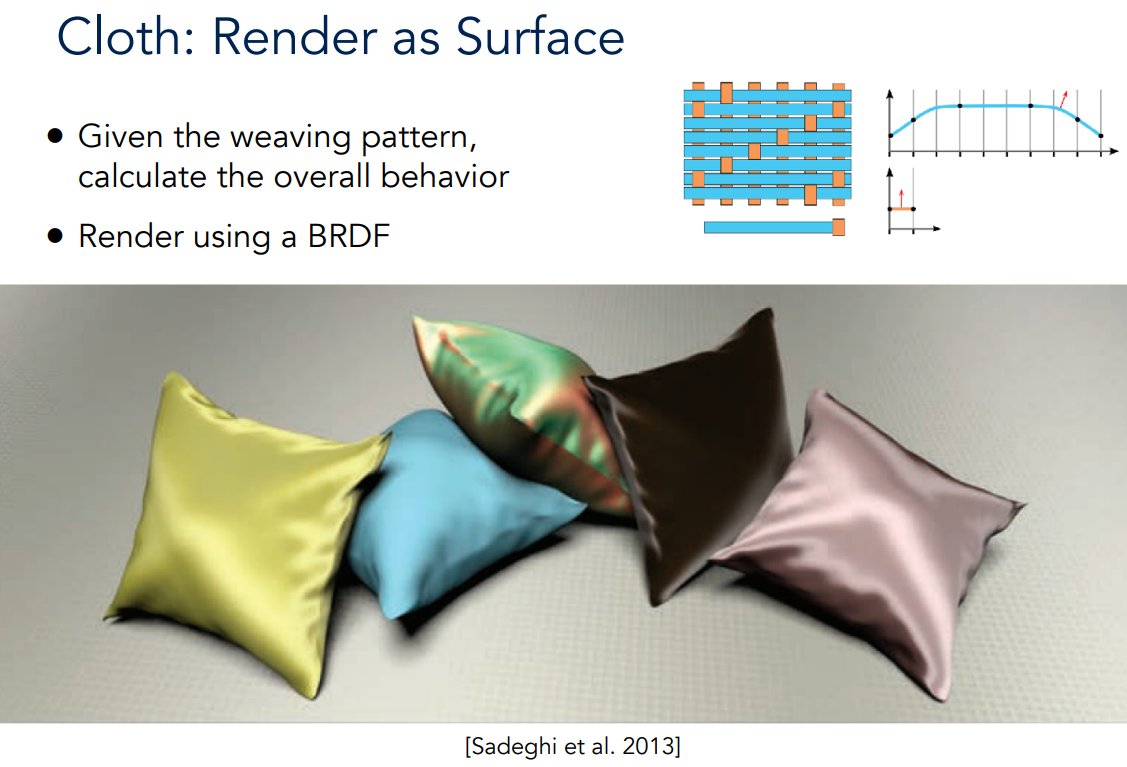 Cloth: Render as Surface
● Given the weaving pattern,
calculate the overall behavior
● Render using a BRDF
[Sadeghi et al. 2013]